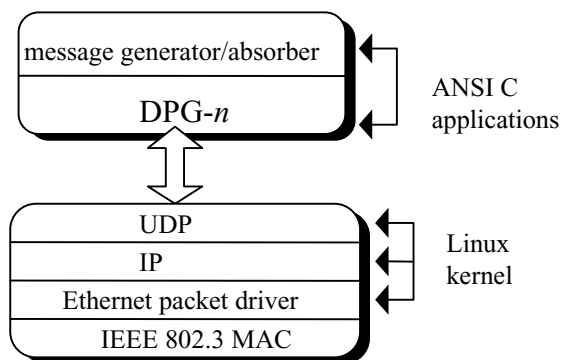 message generator/absorber
DPG-n
ANSI C
applications
UDP
IP
Ethernet packet driver
IEEE 802.3 MAC
Linux
kernel